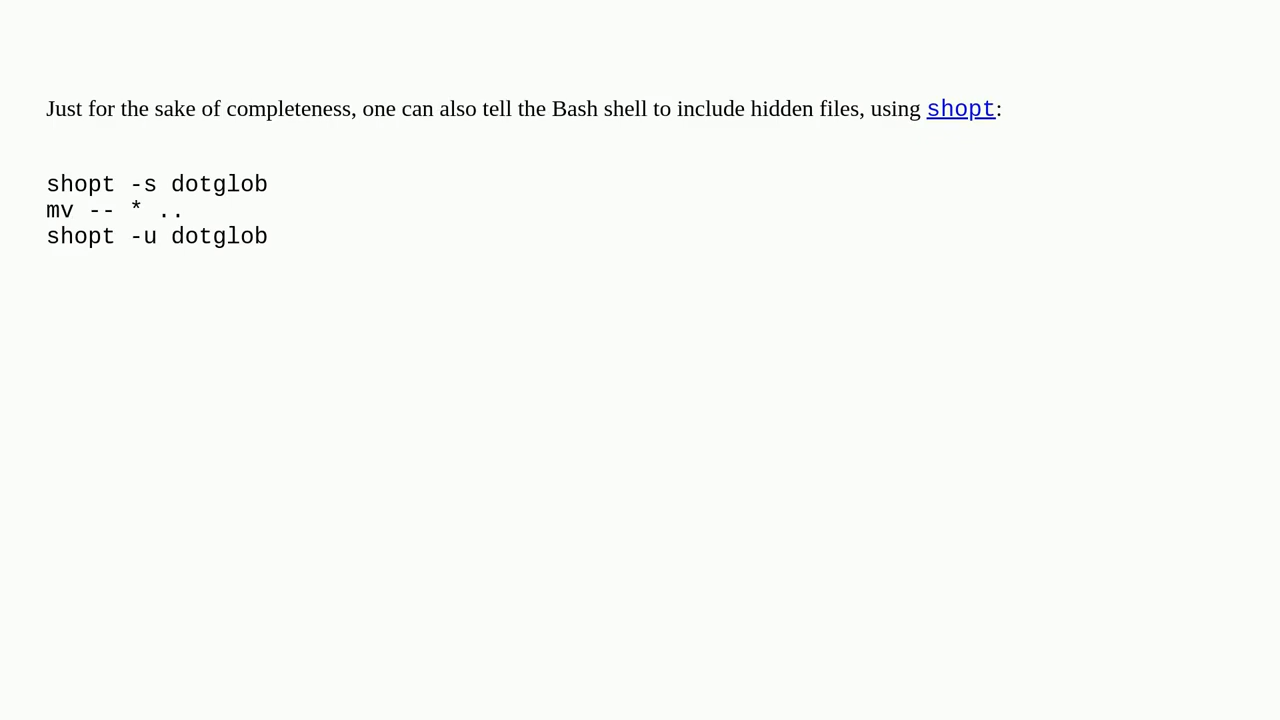 Just for the sake of completeness, one can also tell the Bash shell to include hidden files, using shopt:
shopt -s dotglob
mv -- * ..
shopt -u dotglob